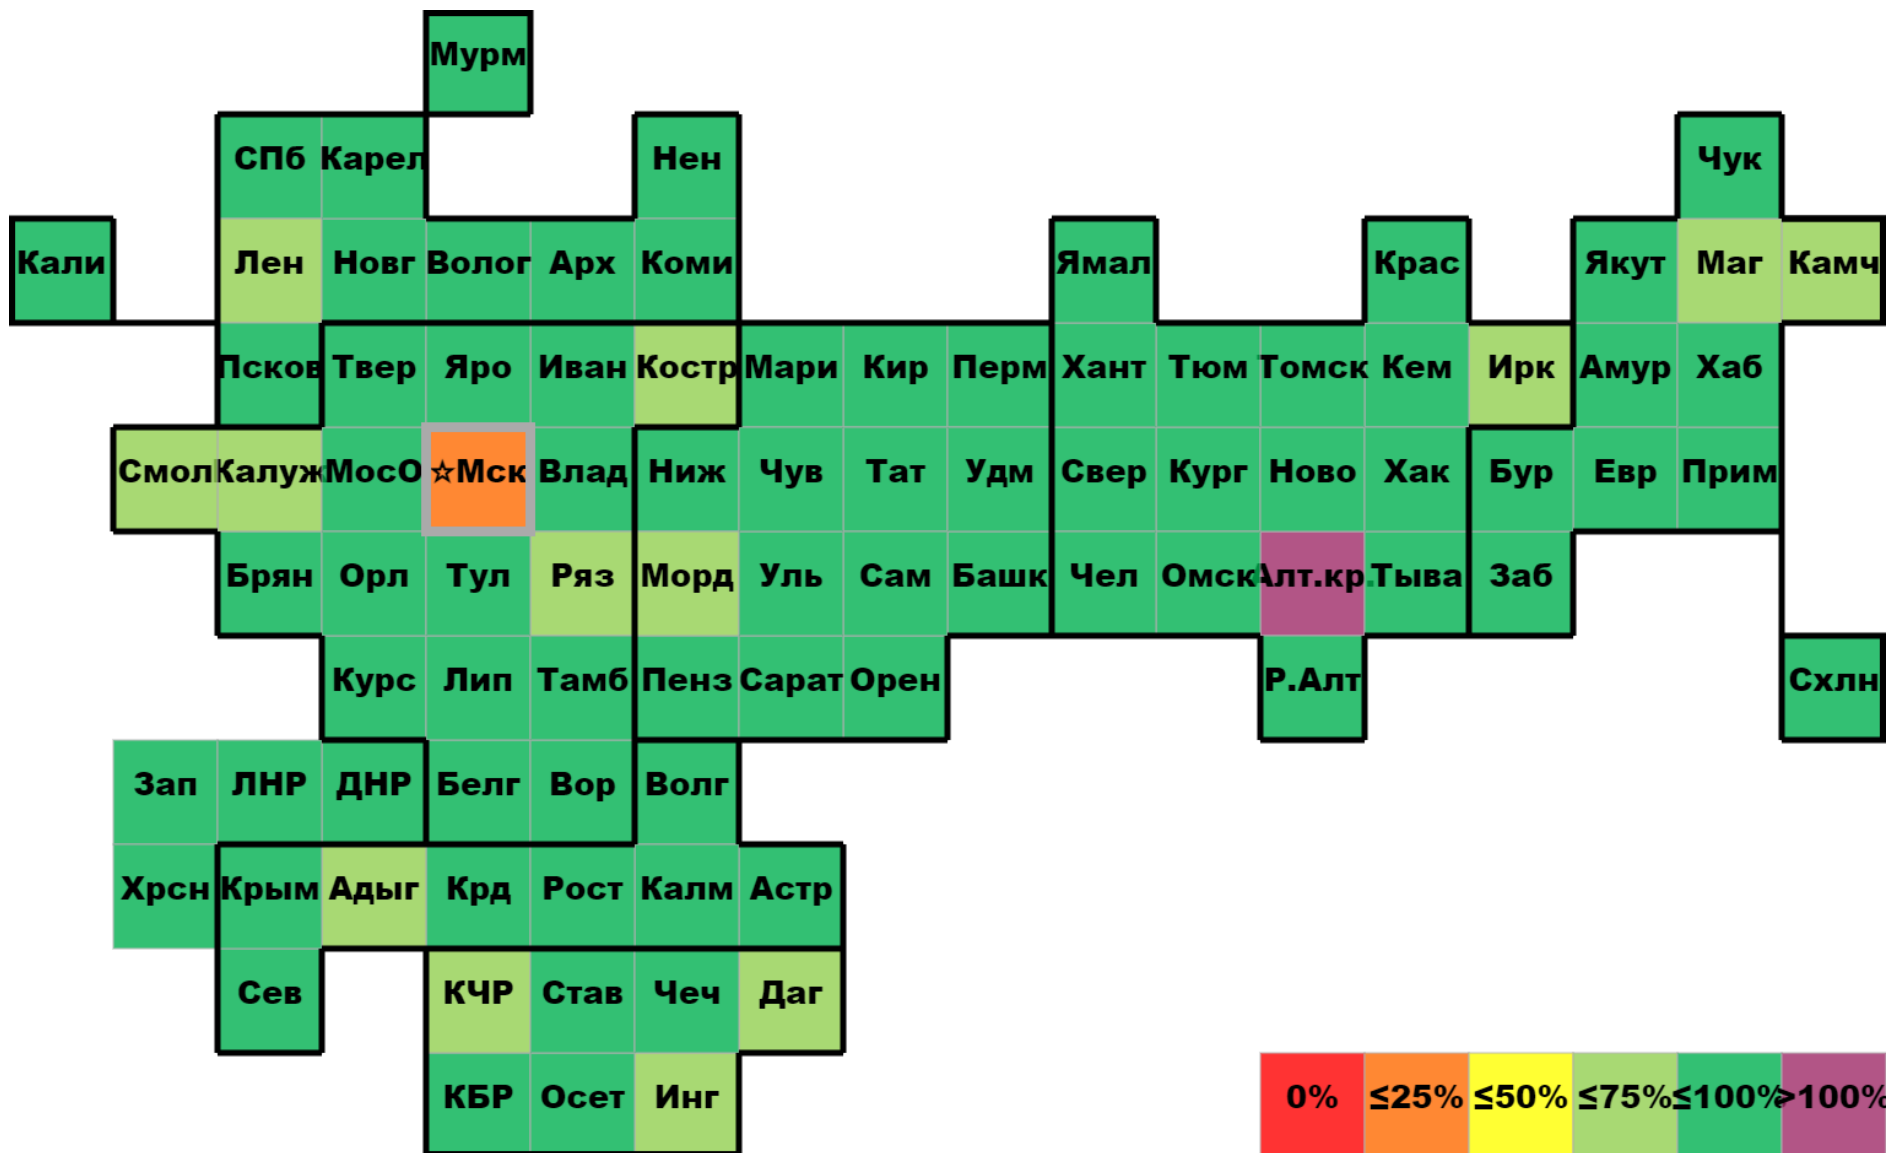 Мурм
СПб Карел Нен Чук
Кали Лен Новг Волог Арх Коми Ямал Крас Якут Маг Камч
Псков Твер Яро Иван Костр Мари Кир Перм Хант Тюм Томск Кем Ирк Амур Хаб
Смол Калуж МосО ☆Мск Влад Ниж Чув Тат Удм Свер Кург Ново Хак Бур Евр Прим
Брян Орл Тул Ряз Морд Уль Сам Башк Чел Омск Алт.кр. Тыва Заб
Курс Лип Тамб Пенз Сарат Орен Р.Алт Схлн
Зап ЛНР ДНР Белг Вор Волг
Хрсн Крым Адыг Крд Рост Калм Астр
Сев КЧР Став Чеч Даг
КБР Осет Инг 0% ≤25% ≤50% ≤75% ≤100% >100%